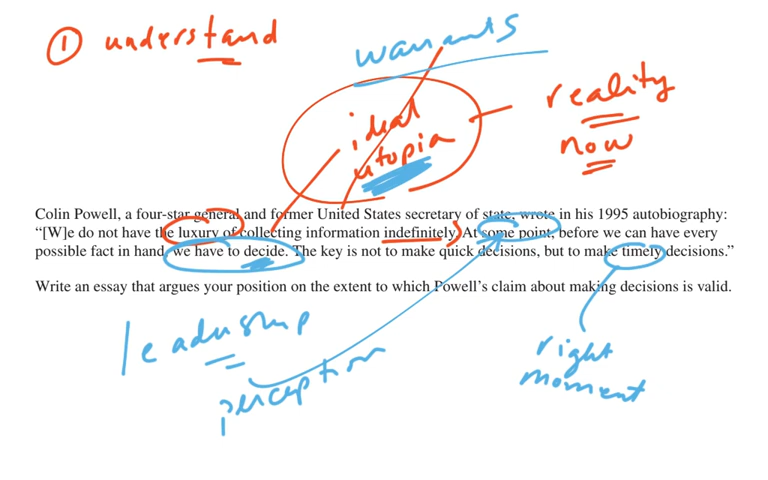 ① understand
warrants
ideal
utopia
reality
now
Colin Powell, a four-star general and former United States secretary of state, wrote in his 1995 autobiography:
“[W]e do not have the luxury of collecting information indefinitely. At some point, before we can have every
possible fact in hand, we have to decide. The key is not to make quick decisions, but to make timely decisions.”
Write an essay that argues your position on the extent to which Powell’s claim about making decisions is valid.
leadership
perception
right
moment